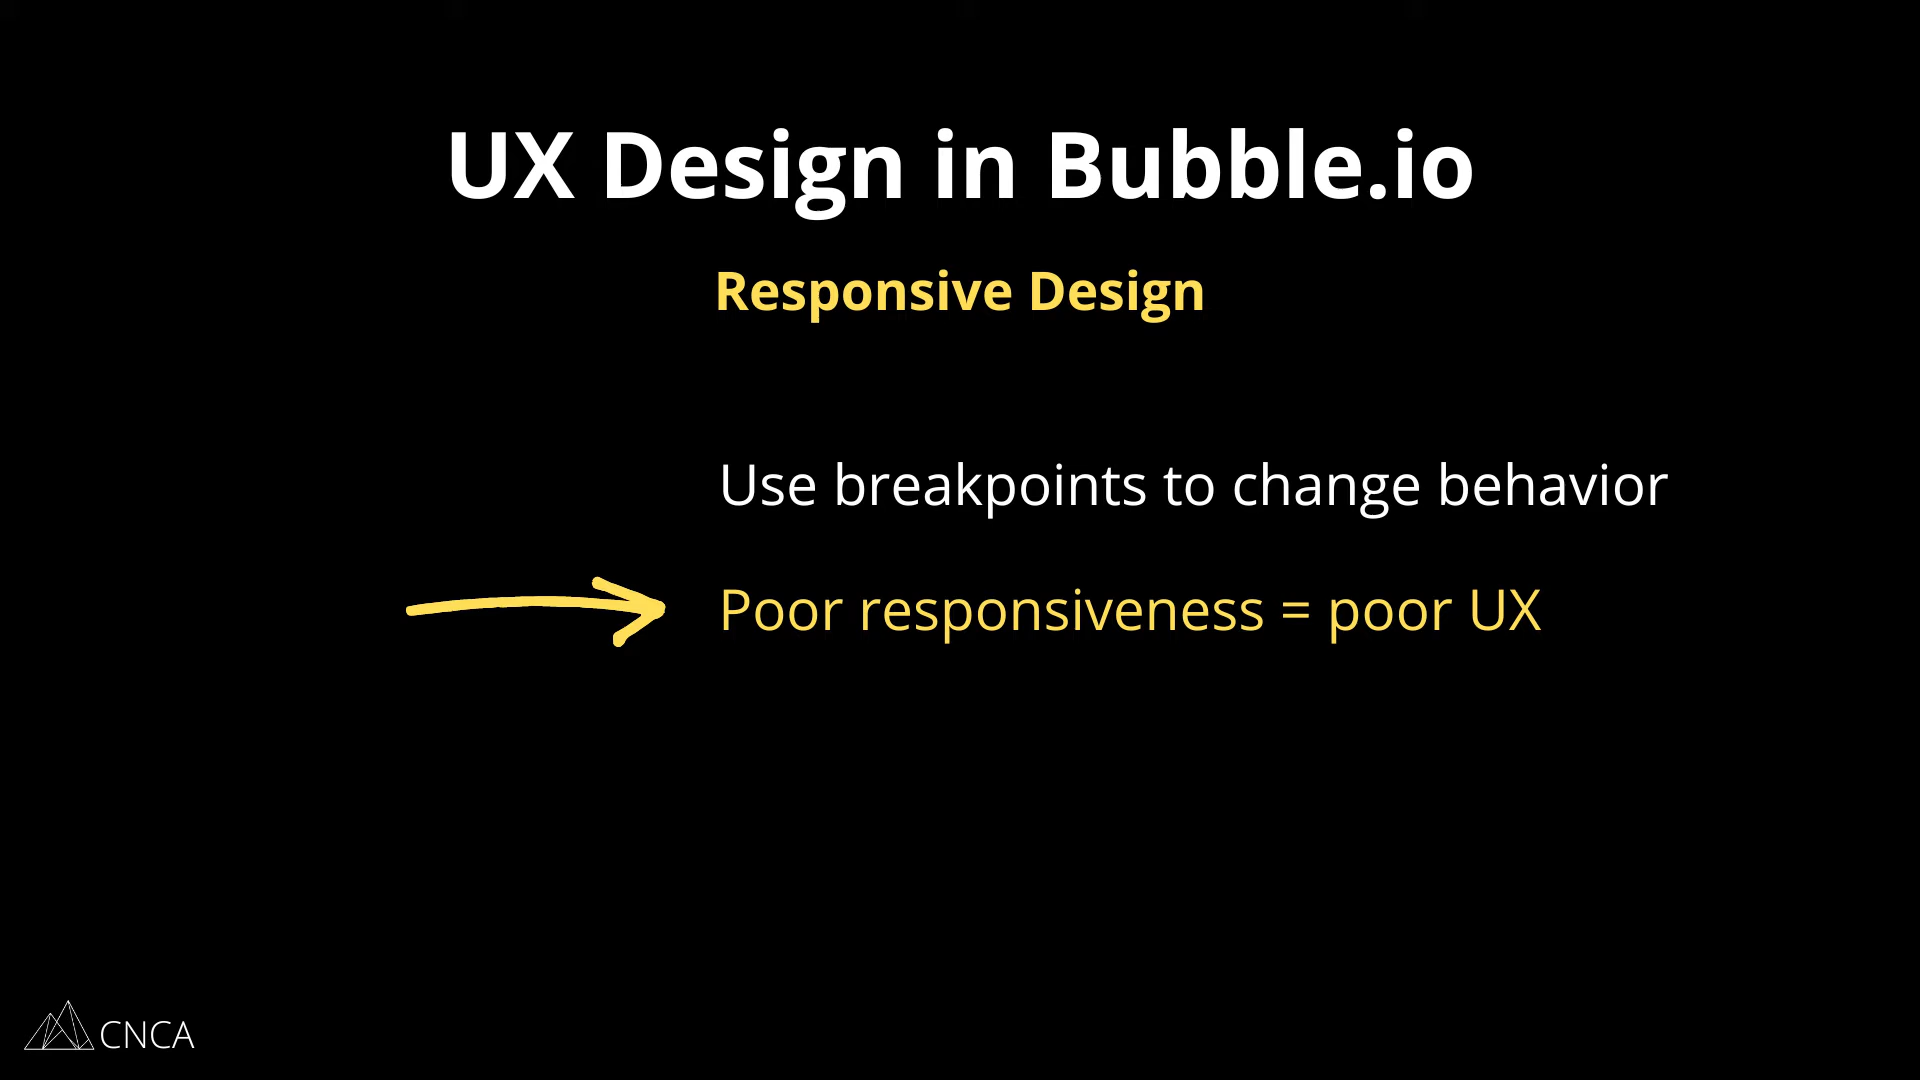 UX Design in Bubble.io
Responsive Design
Use breakpoints to change behavior
Poor responsiveness = poor UX
CNCA